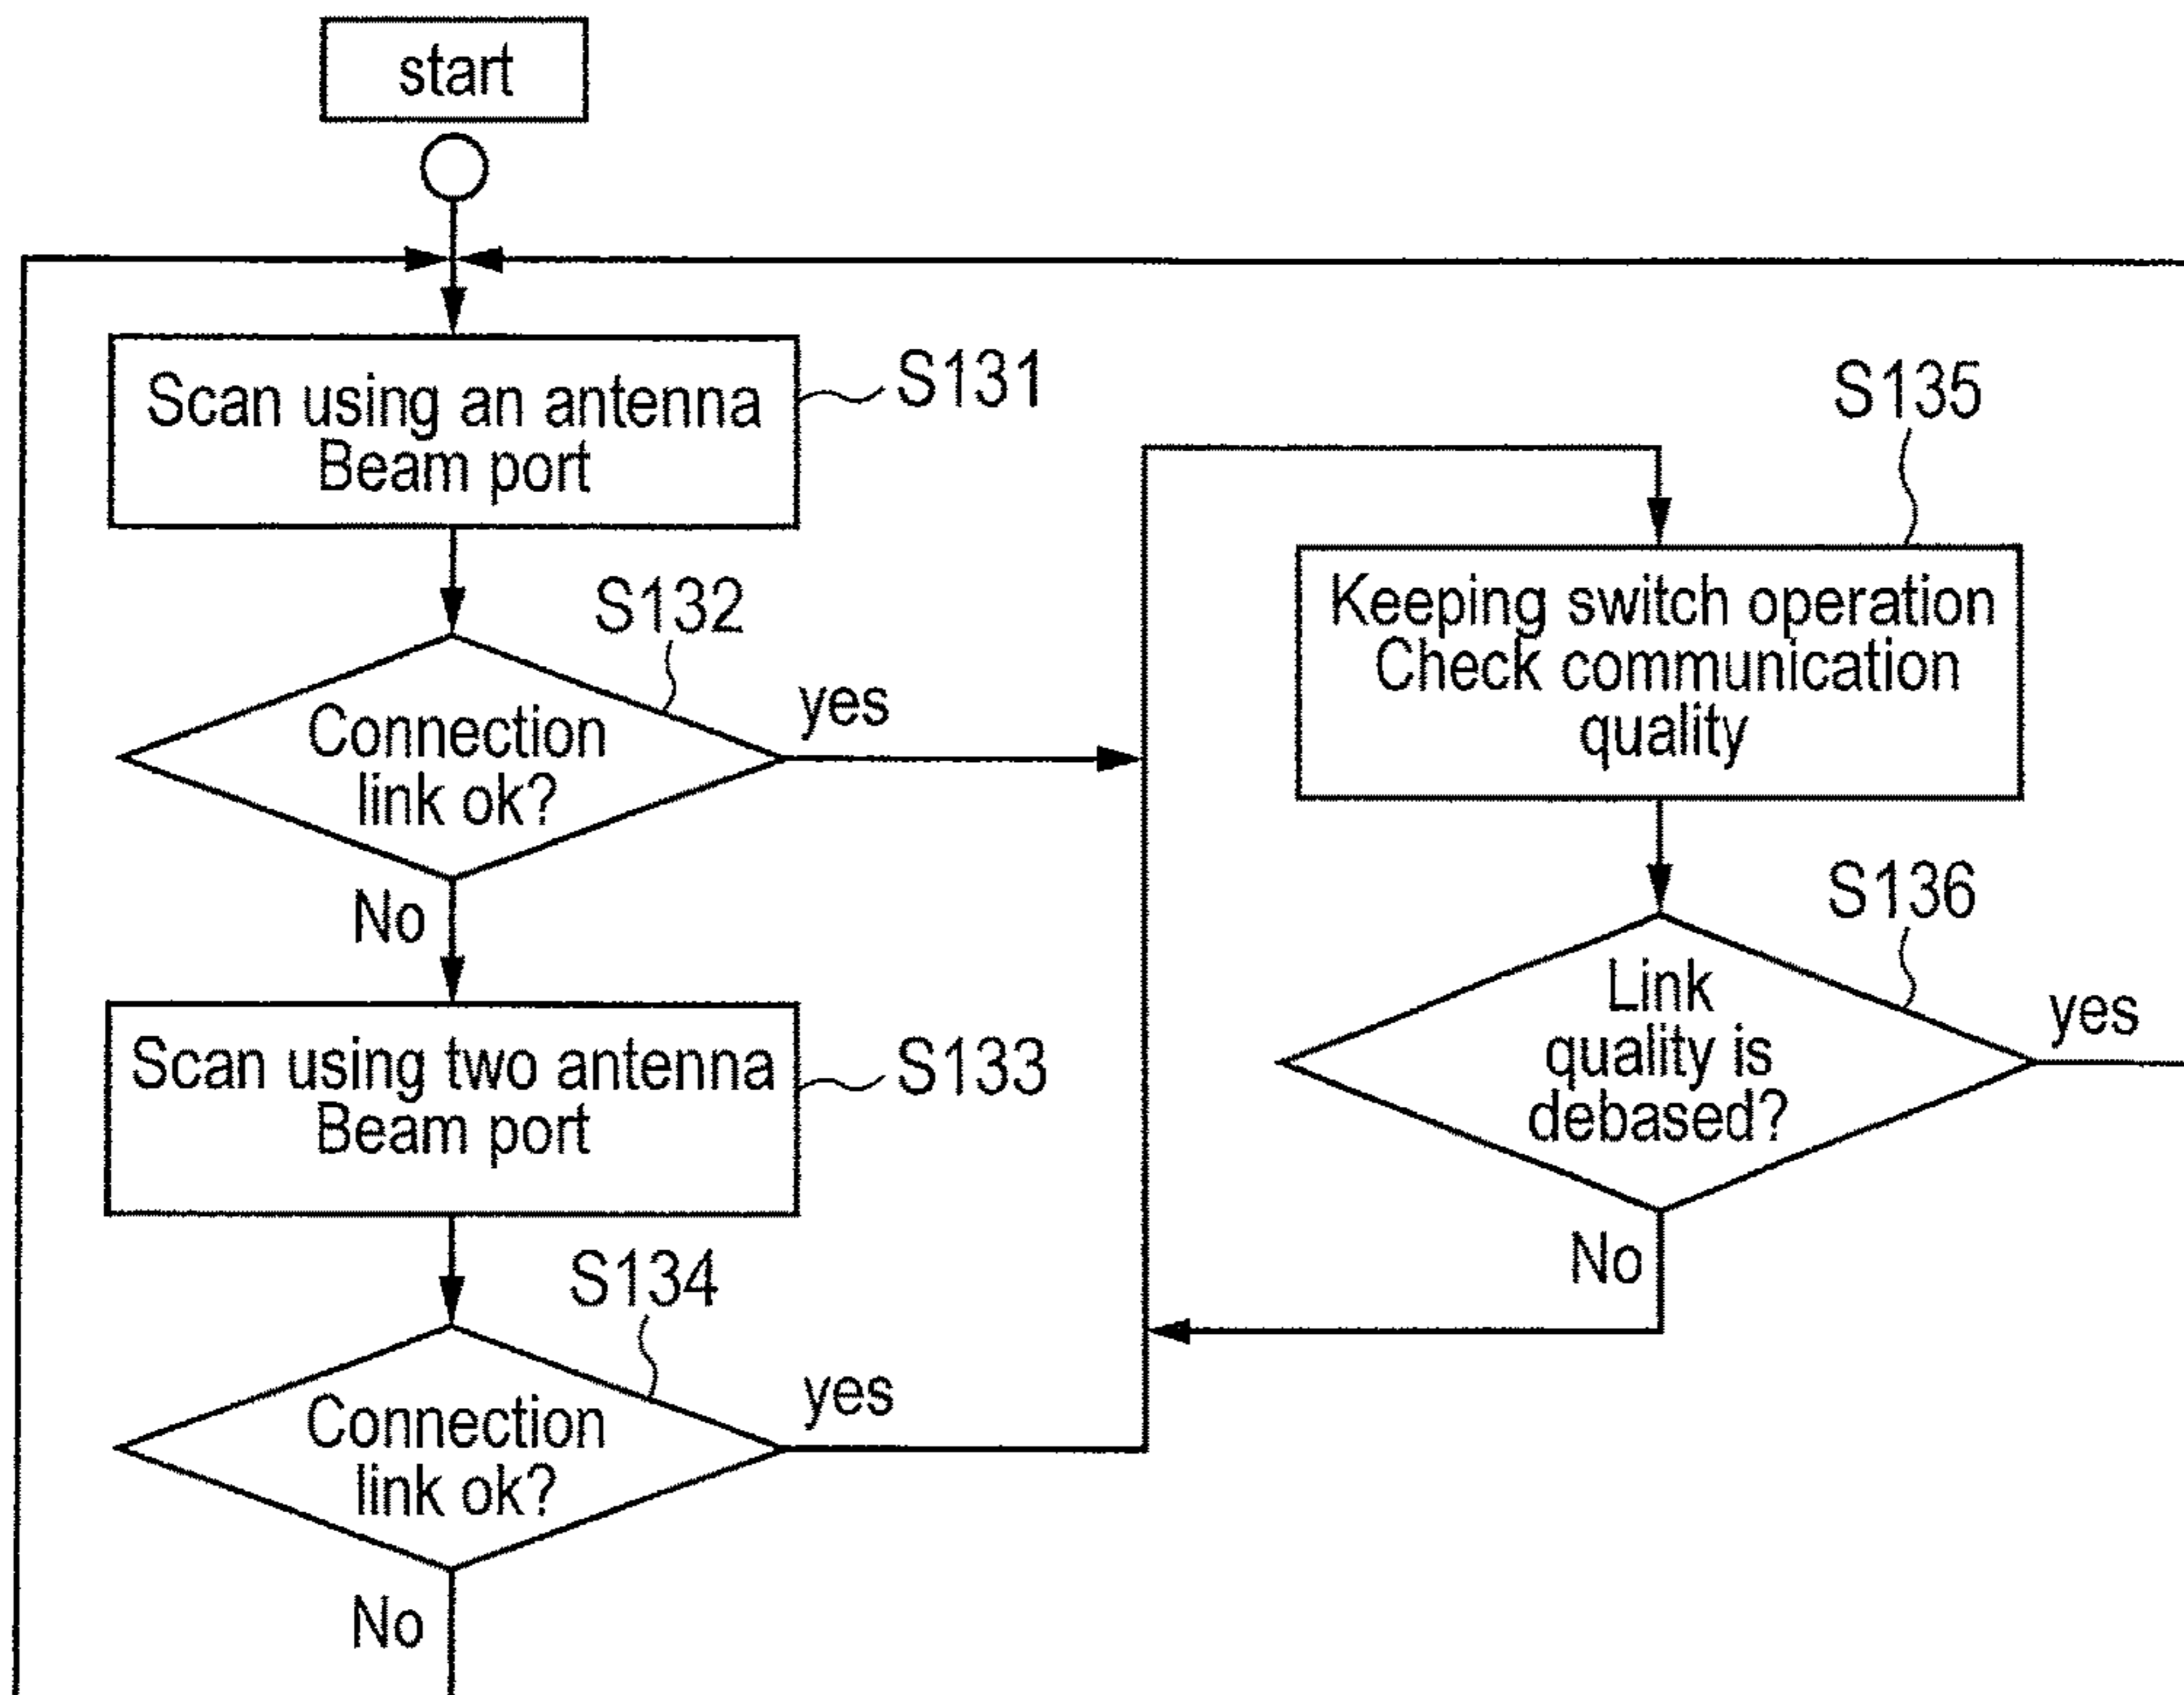 start
Scan using an antenna
Beam port
S131
S132
Connection
link ok?
yes
No
Scan using two antenna
Beam port
S133
S134
Connection
link ok?
yes
No
S135
Keeping switch operation
Check communication
quality
S136
Link
quality is
debased?
yes
No